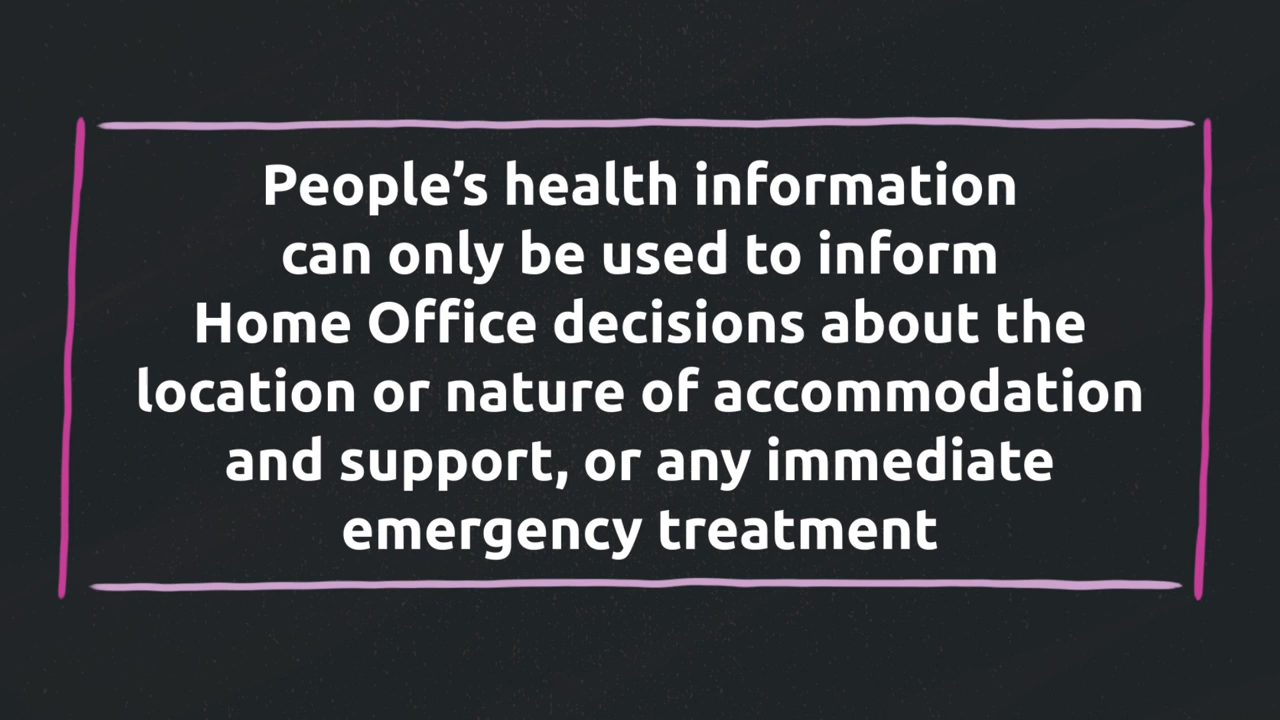 People’s health information
can only be used to inform
Home Office decisions about the
location or nature of accommodation
and support, or any immediate
emergency treatment